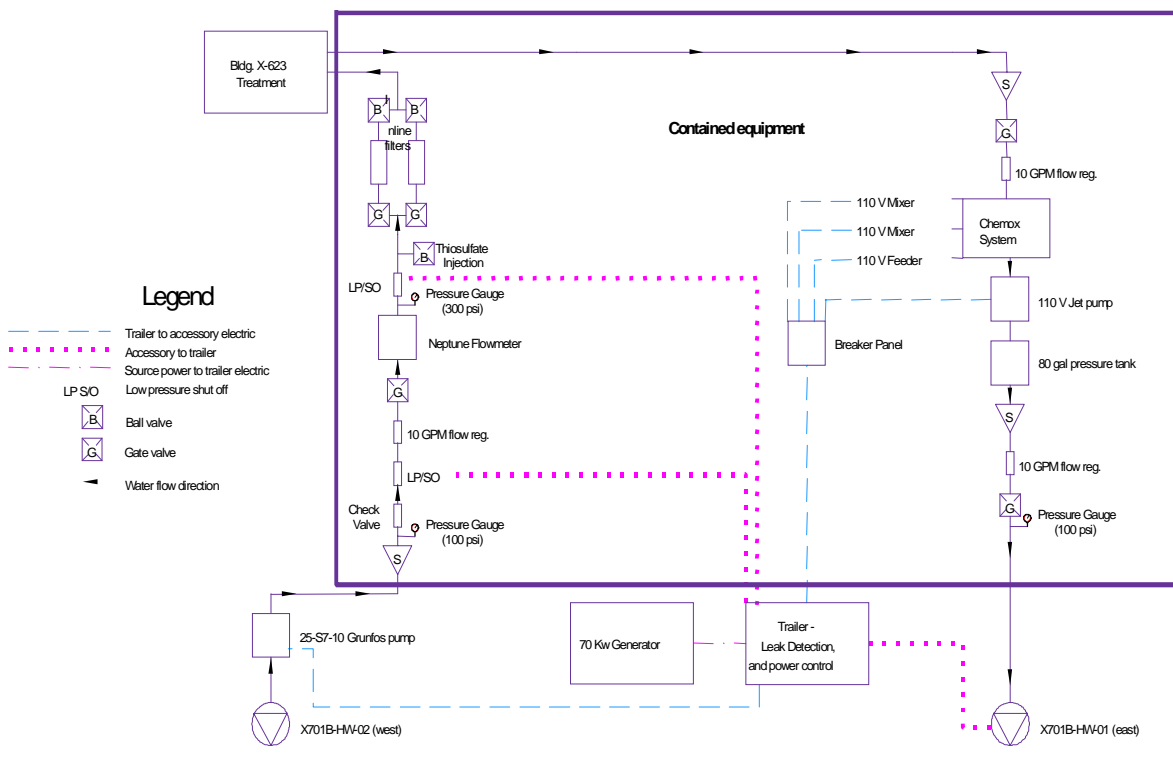 Bldg. X-623
Treatment
B
B
nline
filters
G
G
Thiosulfate
Injection
B
LP/SO
Pressure Gauge
(300 psi)
Neptune Flowmeter
G
10 GPM flow reg.
LP/SO
Check
Valve
Pressure Gauge
(100 psi)
S
25-S7-10 Grunfos pump
X701B-HW-02 (west)
Contained equipment
S
G
10 GPM flow reg.
110 V Mixer
110 V Mixer
110 V Feeder
Chemox
System
110 V Jet pump
Breaker Panel
80 gal pressure tank
S
10 GPM flow reg.
G
Pressure Gauge
(100 psi)
70 Kw Generator
Trailer -
Leak Detection,
and power control
X701B-HW-01 (east)
Legend
Trailer to accessory electric
Accessory to trailer
Source power to trailer electric
LP S/O Low pressure shut off
B Ball valve
G Gate valve
Water flow direction